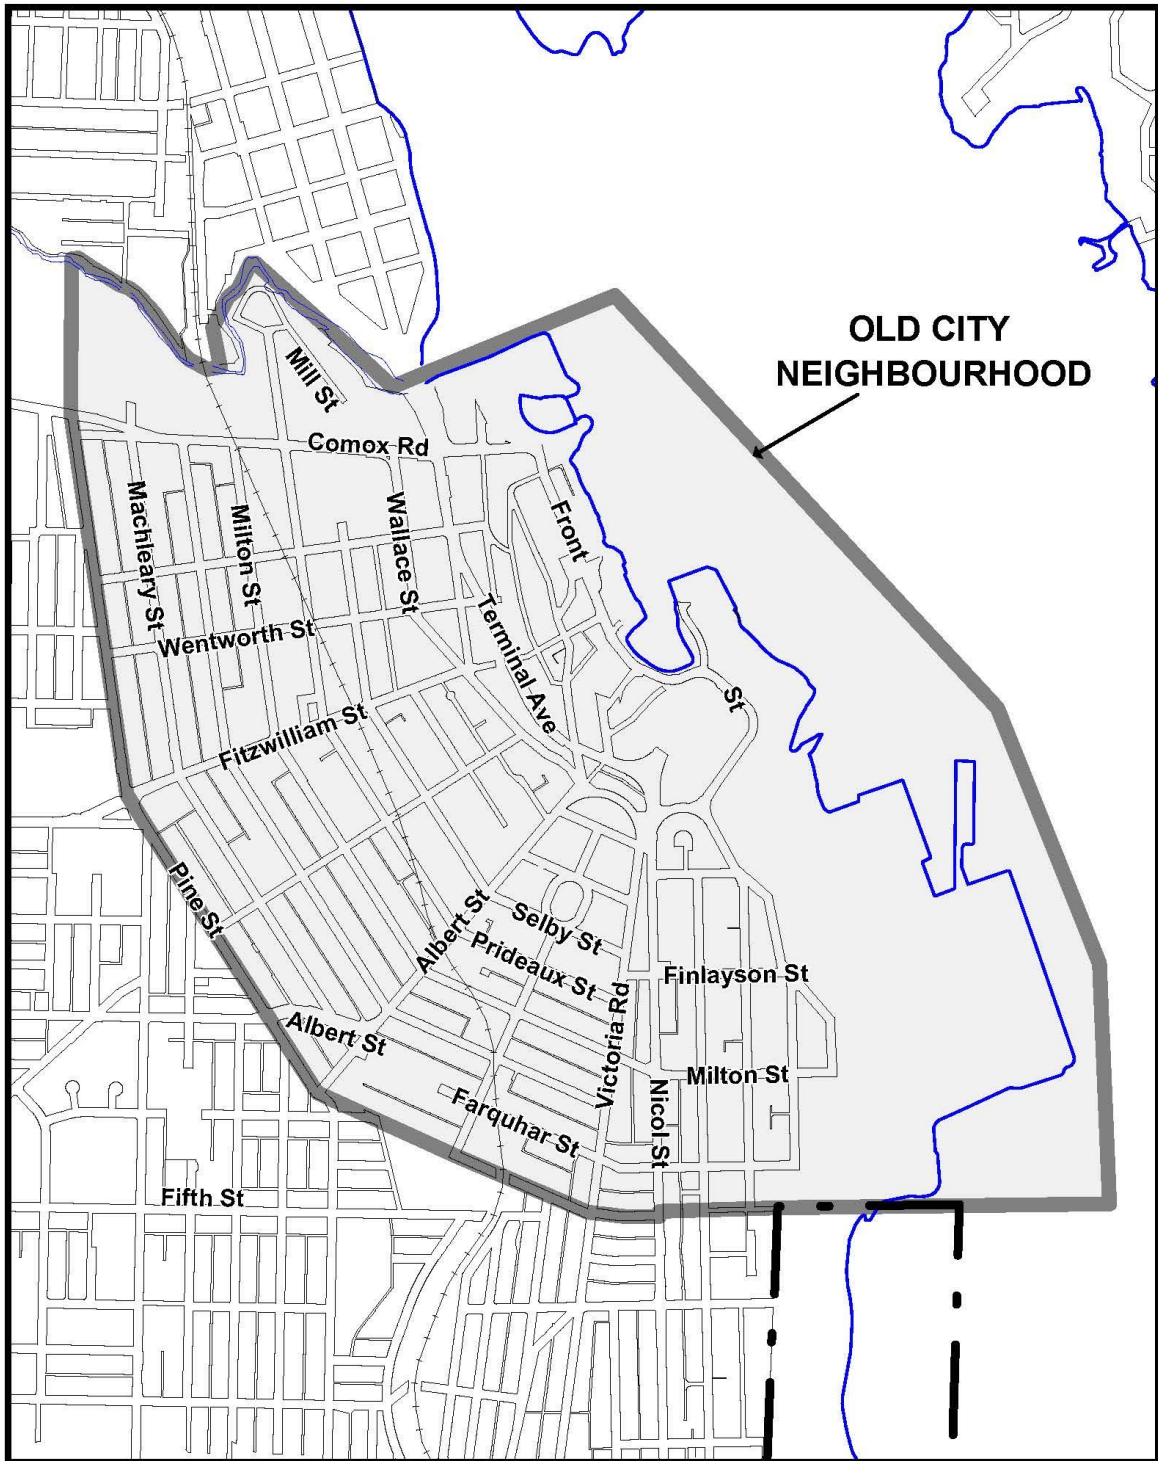 OLD CITY
NEIGHBOURHOOD
Mill St
Comox Rd
Machleary St
Milton St
Wallace St
Front
Terminal Ave
Wentworth St
St
Fitzwilliam St
Pine St
Albert St
Selby St
Prideaux St
Finlayson St
Victoria Rd
Albert St
Milton St
Nicol St
Farquhar St
Fifth St